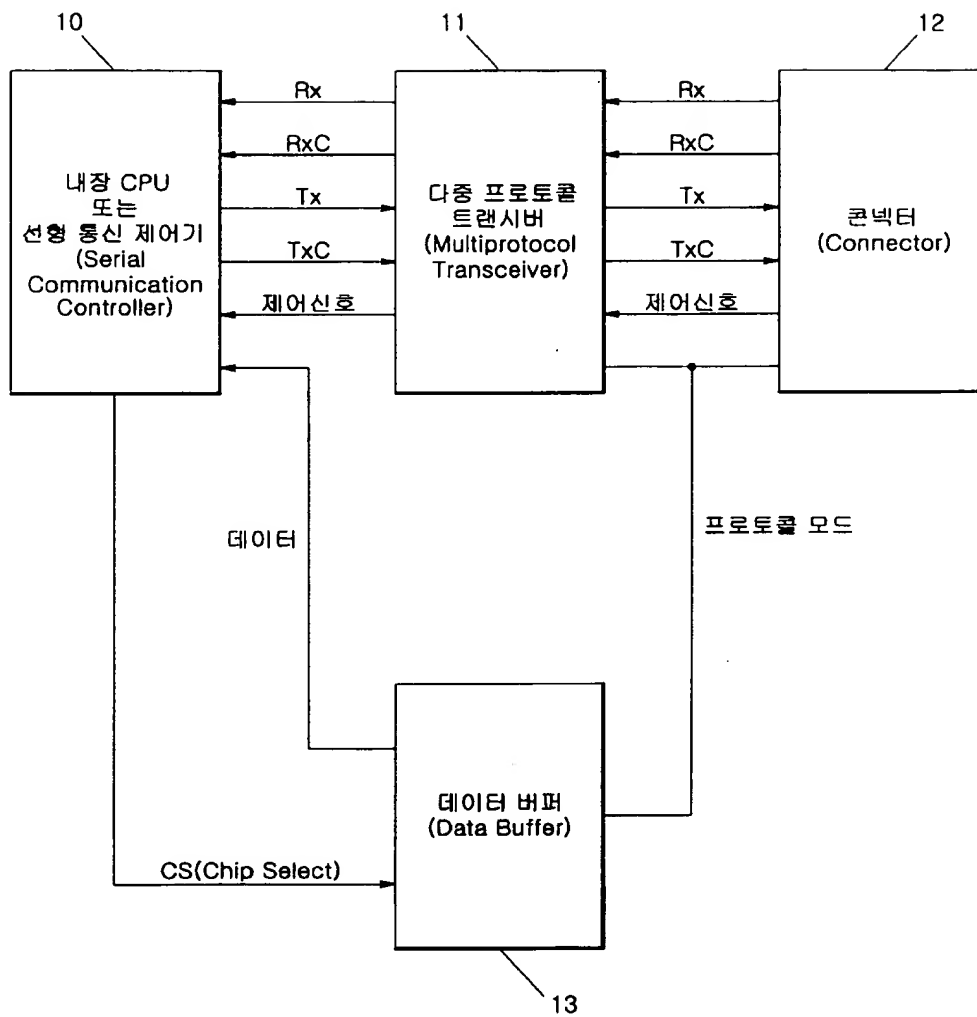 10
11
12
내장 CPU
또는
선형 통신 제어기
(Serial
Communication
Controller)
Rx
RxC
Tx
TxC
제어신호
다중 프로토콜
트랜시버
(Multiprotocol
Transceiver)
Rx
RxC
Tx
TxC
제어신호
콘넥터
(Connector)
데이터
프로토콜 모드
데이터 버퍼
(Data Buffer)
CS(Chip Select)
13